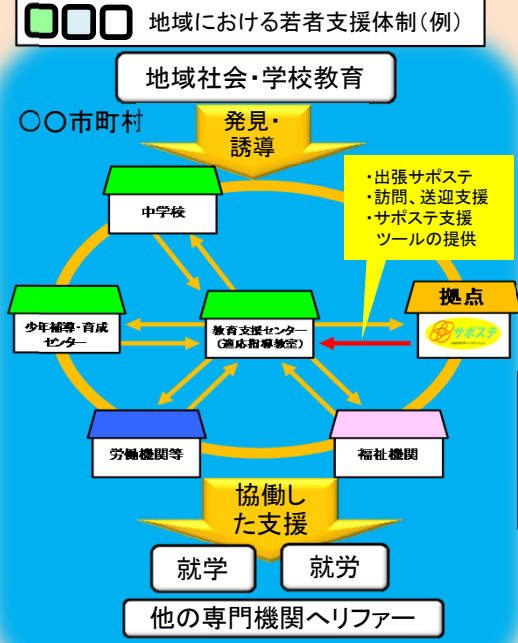 地域における若者支援体制(例)
地域社会・学校教育
〇〇市町村
発見・
誘導
・出張サポステ
・訪問、送迎支援
・サポステ支援
ツールの提供
中学校
拠点
サポステ
少年補導・育成
センター
教育支援センター
(適応指導教室)
労働機関等
福祉機関
協働し
た支援
就学
就労
他の専門機関へリファー